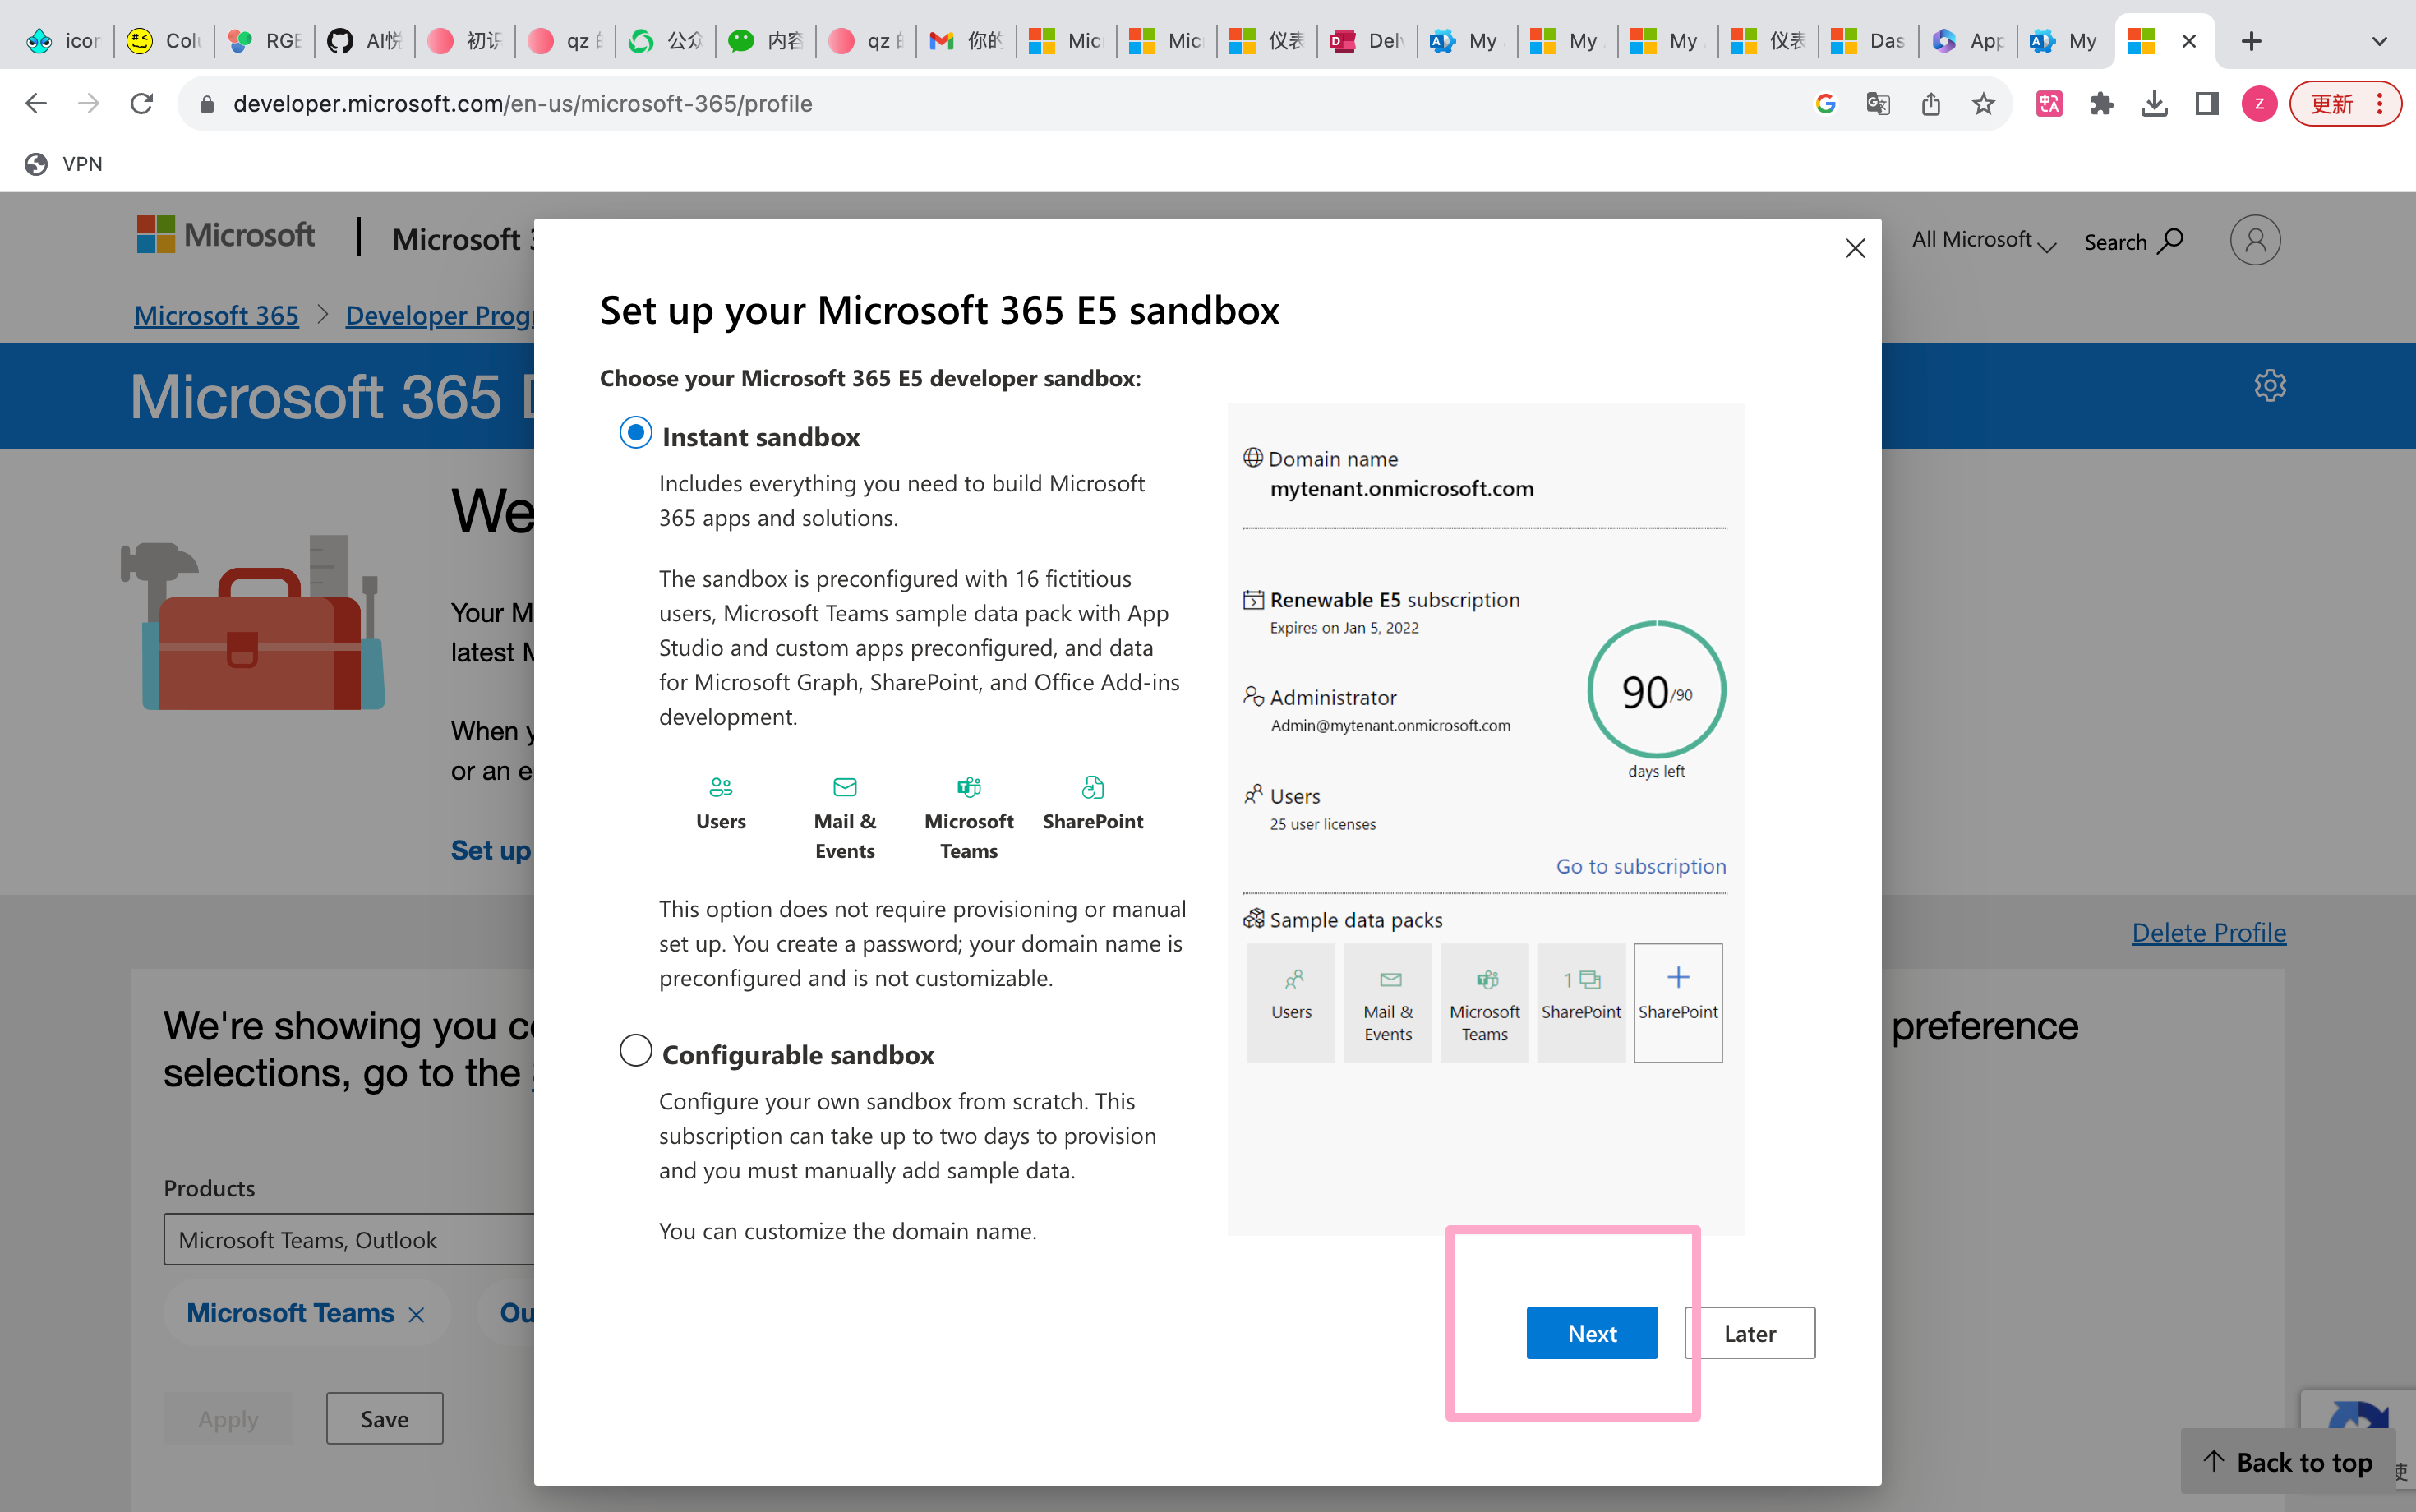 icon
Colu
RGB
AI悦
初识
qz 的
公众
内容
qz 的
你的
Mic
Mic
仪表
Delv
My
My
My
仪表
Das
App
My
developer.microsoft.com/en-us/microsoft-365/profile
Z
更新
VPN
Microsoft
Microsoft 3
All Microsoft
Search
Microsoft 365
Developer Prog
Microsoft 365 D
We
Your M
latest M
When y
or an e
Set up
Delete Profile
We're showing you co
preference
selections, go to the
Products
Microsoft Teams, Outlook
Microsoft Teams
Ou
Apply
Save
Set up your Microsoft 365 E5 sandbox
Choose your Microsoft 365 E5 developer sandbox:
Instant sandbox
Includes everything you need to build Microsoft
365 apps and solutions.
The sandbox is preconfigured with 16 fictitious
users, Microsoft Teams sample data pack with App
Studio and custom apps preconfigured, and data
for Microsoft Graph, SharePoint, and Office Add-ins
development.
Users
Mail &
Events
Microsoft
Teams
SharePoint
This option does not require provisioning or manual
set up. You create a password; your domain name is
preconfigured and is not customizable.
Configurable sandbox
Configure your own sandbox from scratch. This
subscription can take up to two days to provision
and you must manually add sample data.
You can customize the domain name.
Domain name
mytenant.onmicrosoft.com
Renewable E5 subscription
Expires on Jan 5, 2022
Administrator
Admin@mytenant.onmicrosoft.com
90/90
days left
Users
25 user licenses
Go to subscription
Sample data packs
Users
Mail &
Events
Microsoft
Teams
1
SharePoint
SharePoint
Next
Later
Back to top